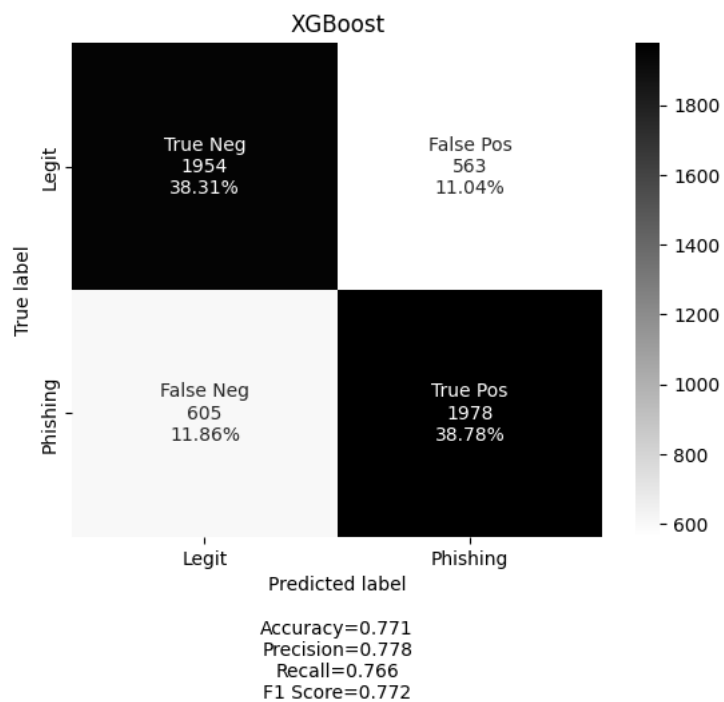 XGBoost
True Neg
1954
38.31%
False Pos
563
11.04%
False Neg
605
11.86%
True Pos
1978
38.78%
Legit
Phishing
True label
Legit
Phishing
Predicted label
1800
1600
1400
1200
1000
800
600
Accuracy=0.771
Precision=0.778
Recall=0.766
F1 Score=0.772